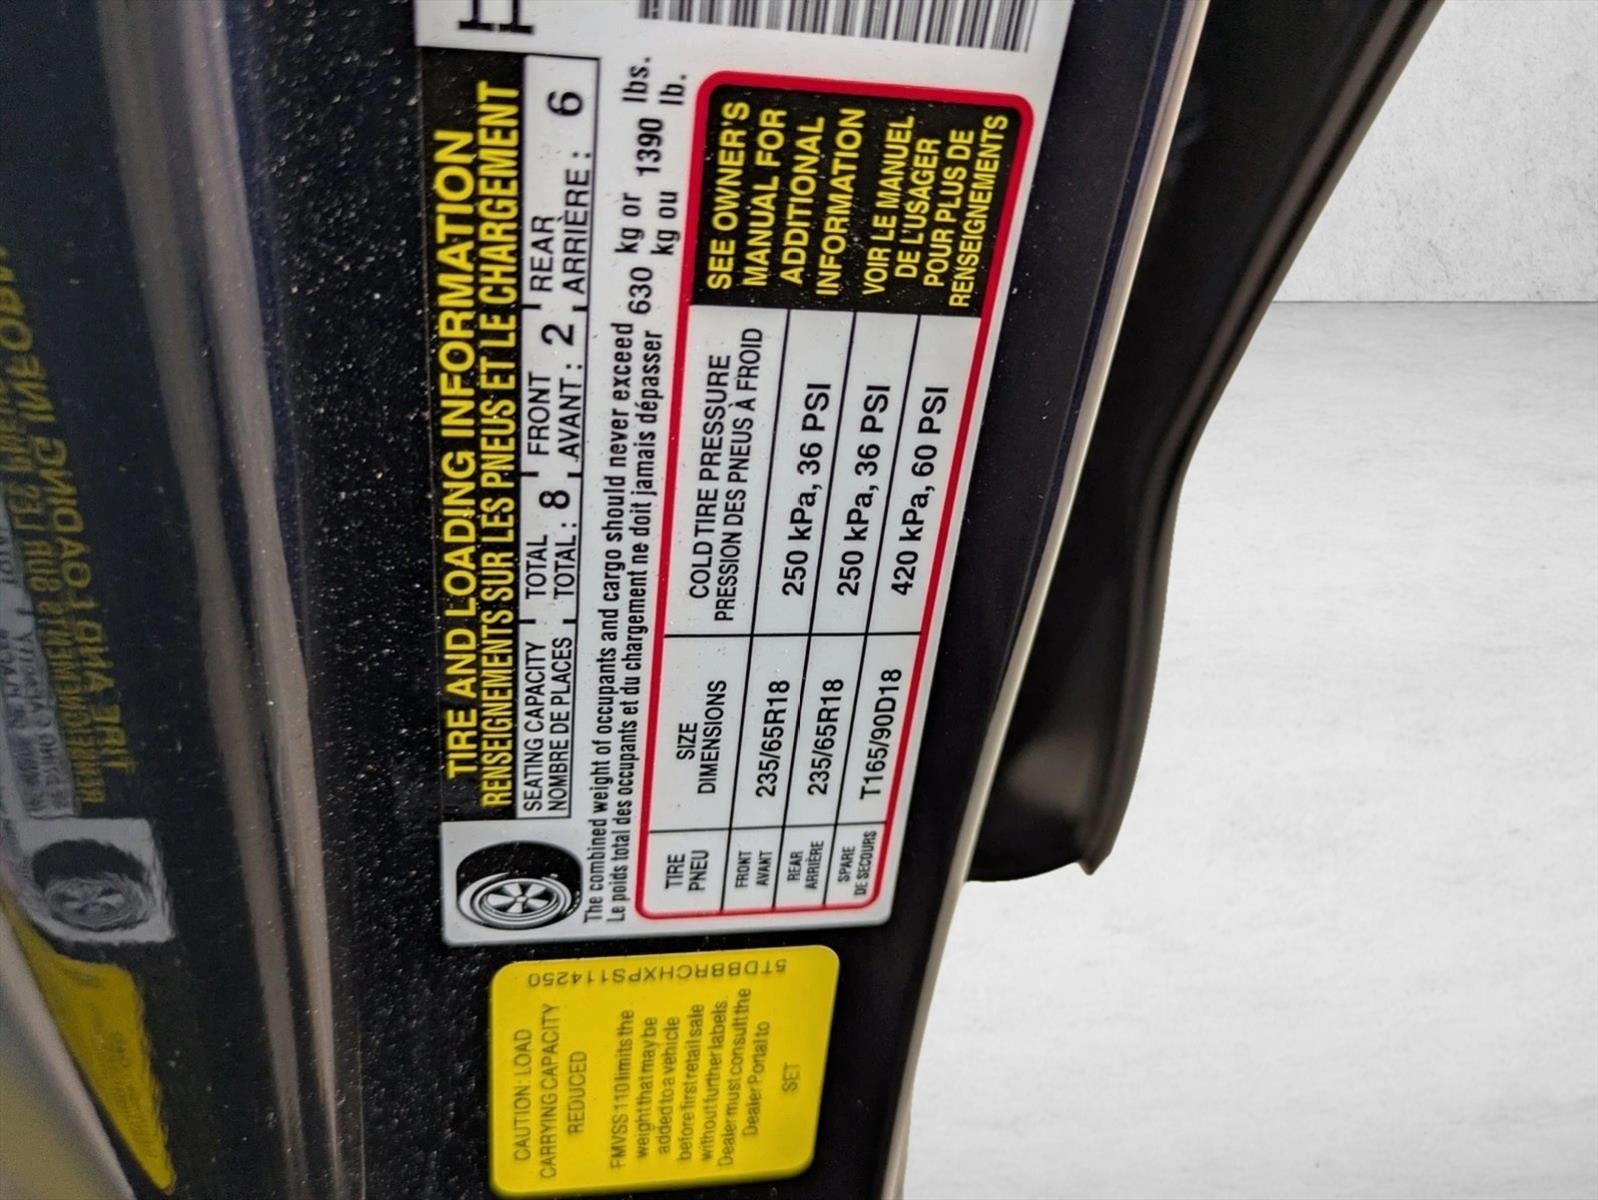 TIRE AND LOADING INFORMATION
RENSEIGNEMENTS SUR LES PNEUS ET LE CHARGEMENT
SEATING CAPACITY TOTAL FRONT REAR
NOMBRE DE PLACES TOTAL : 8 AVANT : 2 ARRIÈRE : 6
The combined weight of occupants and cargo should never exceed 630 kg or 1390 lbs.
Le poids total des occupants et du chargement ne doit jamais dépasser kg ou lb.
TIRE SIZE COLD TIRE PRESSURE
PNEU DIMENSIONS PRESSION DES PNEUS À FROID
FRONT
AVANT 235/65R18 250 kPa, 36 PSI
REAR
ARRIÈRE 235/65R18 250 kPa, 36 PSI
SPARE
DE SECOURS T165/90D18 420 kPa, 60 PSI
SEE OWNER'S
MANUAL FOR
ADDITIONAL
INFORMATION
VOIR LE MANUEL
DE L'USAGER
POUR PLUS DE
RENSEIGNEMENTS
CAUTION: LOAD
CARRYING CAPACITY
REDUCED
FMVSS 110 limits the
weight that may be
added to a vehicle
before first retail sale
without further labels.
Dealer must consult the
Dealer Portal to
SET
5TDBBRCHXPS114250